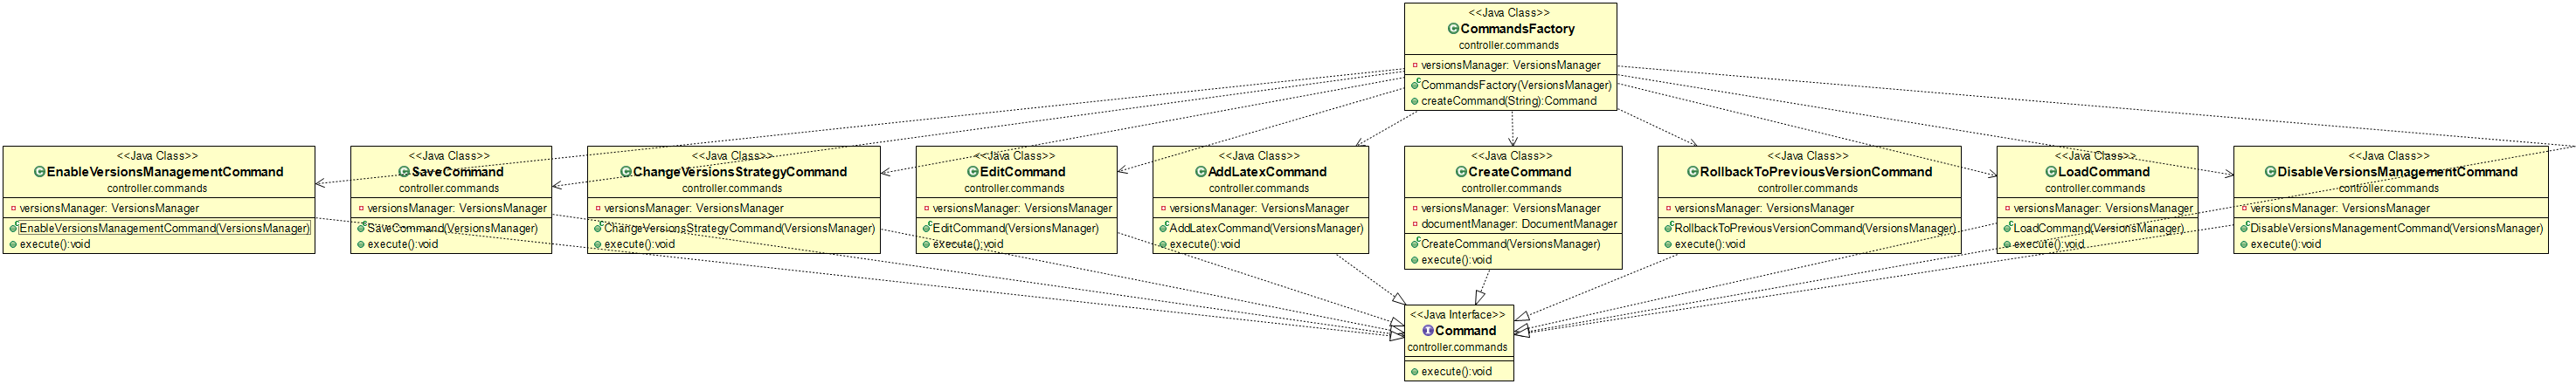 <<Java Class>>
CommandsFactory
controller.commands
versionsManager: VersionsManager
CommandsFactory(VersionsManager)
createCommand(String):Command
<<Java Class>>
EnableVersionsManagementCommand
controller.commands
versionsManager: VersionsManager
EnableVersionsManagementCommand(VersionsManager)
execute():void
<<Java Class>>
SaveCommand
controller.commands
versionsManager: VersionsManager
SaveCommand(VersionsManager)
execute():void
<<Java Class>>
ChangeVersionsStrategyCommand
controller.commands
versionsManager: VersionsManager
ChangeVersionsStrategyCommand(VersionsManager)
execute():void
<<Java Class>>
EditCommand
controller.commands
versionsManager: VersionsManager
EditCommand(VersionsManager)
execute():void
<<Java Class>>
AddLatexCommand
controller.commands
versionsManager: VersionsManager
AddLatexCommand(VersionsManager)
execute():void
<<Java Class>>
CreateCommand
controller.commands
versionsManager: VersionsManager
documentManager: DocumentManager
CreateCommand(VersionsManager)
execute():void
<<Java Class>>
RollbackToPreviousVersionCommand
controller.commands
versionsManager: VersionsManager
RollbackToPreviousVersionCommand(VersionsManager)
execute():void
<<Java Class>>
LoadCommand
controller.commands
versionsManager: VersionsManager
LoadCommand(VersionsManager)
execute():void
<<Java Class>>
DisableVersionsManagementCommand
controller.commands
versionsManager: VersionsManager
DisableVersionsManagementCommand(VersionsManager)
execute():void
<<Java Interface>>
Command
controller.commands
execute():void